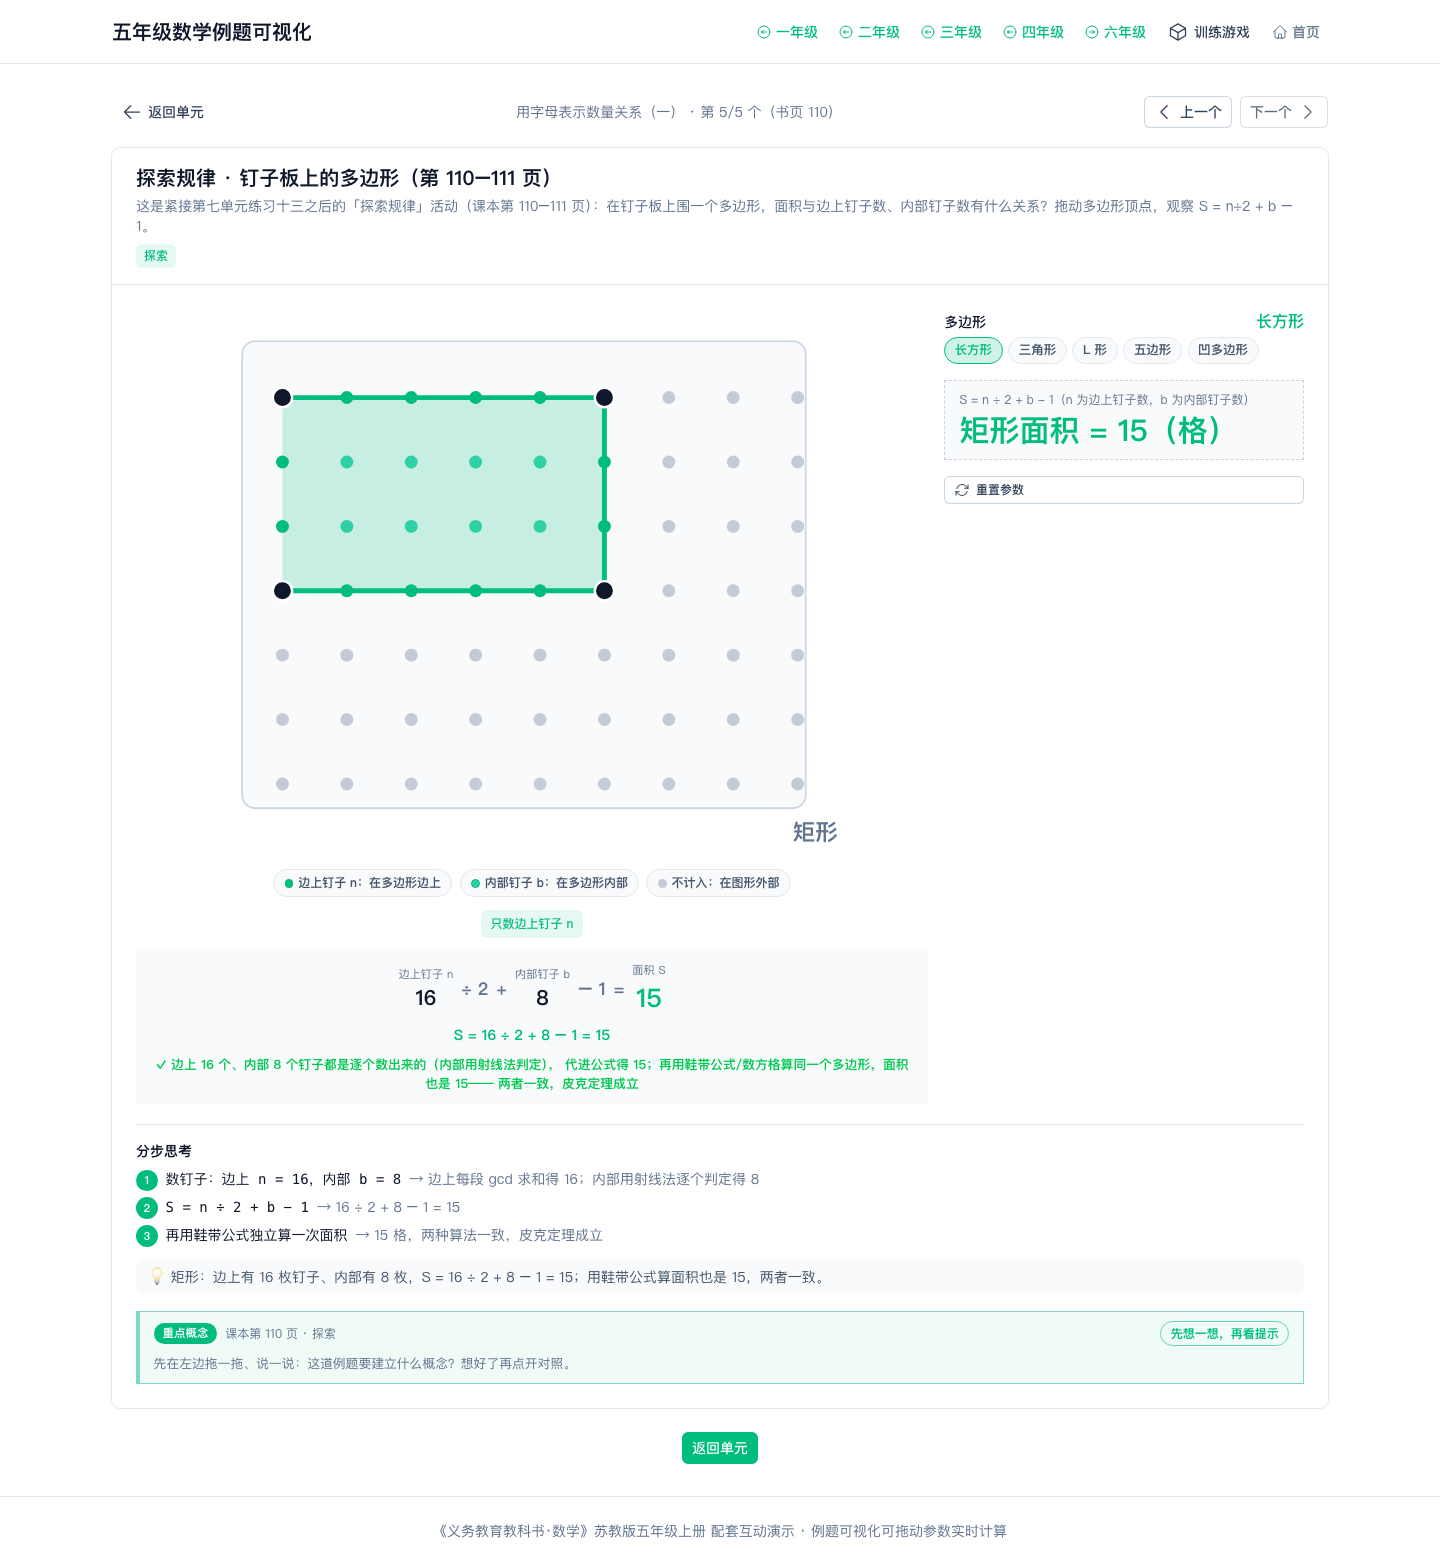 五年级数学例题可视化
一年级 二年级 三年级 四年级 六年级 训练游戏 首页
返回单元
用字母表示数量关系（一） · 第 5/5 个（书页 110）
上一个 下一个
探索规律 · 钉子板上的多边形（第 110—111 页）
这是紧接第七单元练习十三之后的「探索规律」活动（课本第 110—111 页）：在钉子板上围一个多边形，面积与边上钉子数、内部钉子数有什么关系？拖动多边形顶点，观察 S = n÷2 + b −
1。
探索
多边形 长方形
长方形 三角形 L 形 五边形 凹多边形
S = n ÷ 2 + b − 1（n 为边上钉子数，b 为内部钉子数）
矩形面积 = 15（格）
重置参数
矩形
边上钉子 n：在多边形边上 内部钉子 b：在多边形内部 不计入：在图形外部
只数边上钉子 n
边上钉子 n 内部钉子 b 面积 S
16 ÷ 2 + 8 − 1 = 15
S = 16 ÷ 2 + 8 − 1 = 15
✓ 边上 16 个、内部 8 个钉子都是逐个数出来的（内部用射线法判定）， 代进公式得 15；再用鞋带公式/数方格算同一个多边形，面积
也是 15—— 两者一致，皮克定理成立
分步思考
1 数钉子：边上 n = 16，内部 b = 8 → 边上每段 gcd 求和得 16；内部用射线法逐个判定得 8
2 S = n ÷ 2 + b − 1 → 16 ÷ 2 + 8 − 1 = 15
3 再用鞋带公式独立算一次面积 → 15 格，两种算法一致，皮克定理成立
💡 矩形：边上有 16 枚钉子、内部有 8 枚，S = 16 ÷ 2 + 8 − 1 = 15；用鞋带公式算面积也是 15，两者一致。
重点概念 课本第 110 页 · 探索 先想一想，再看提示
先在左边拖一拖、说一说：这道例题要建立什么概念？想好了再点开对照。
返回单元
《义务教育教科书·数学》苏教版五年级上册 配套互动演示 · 例题可视化可拖动参数实时计算